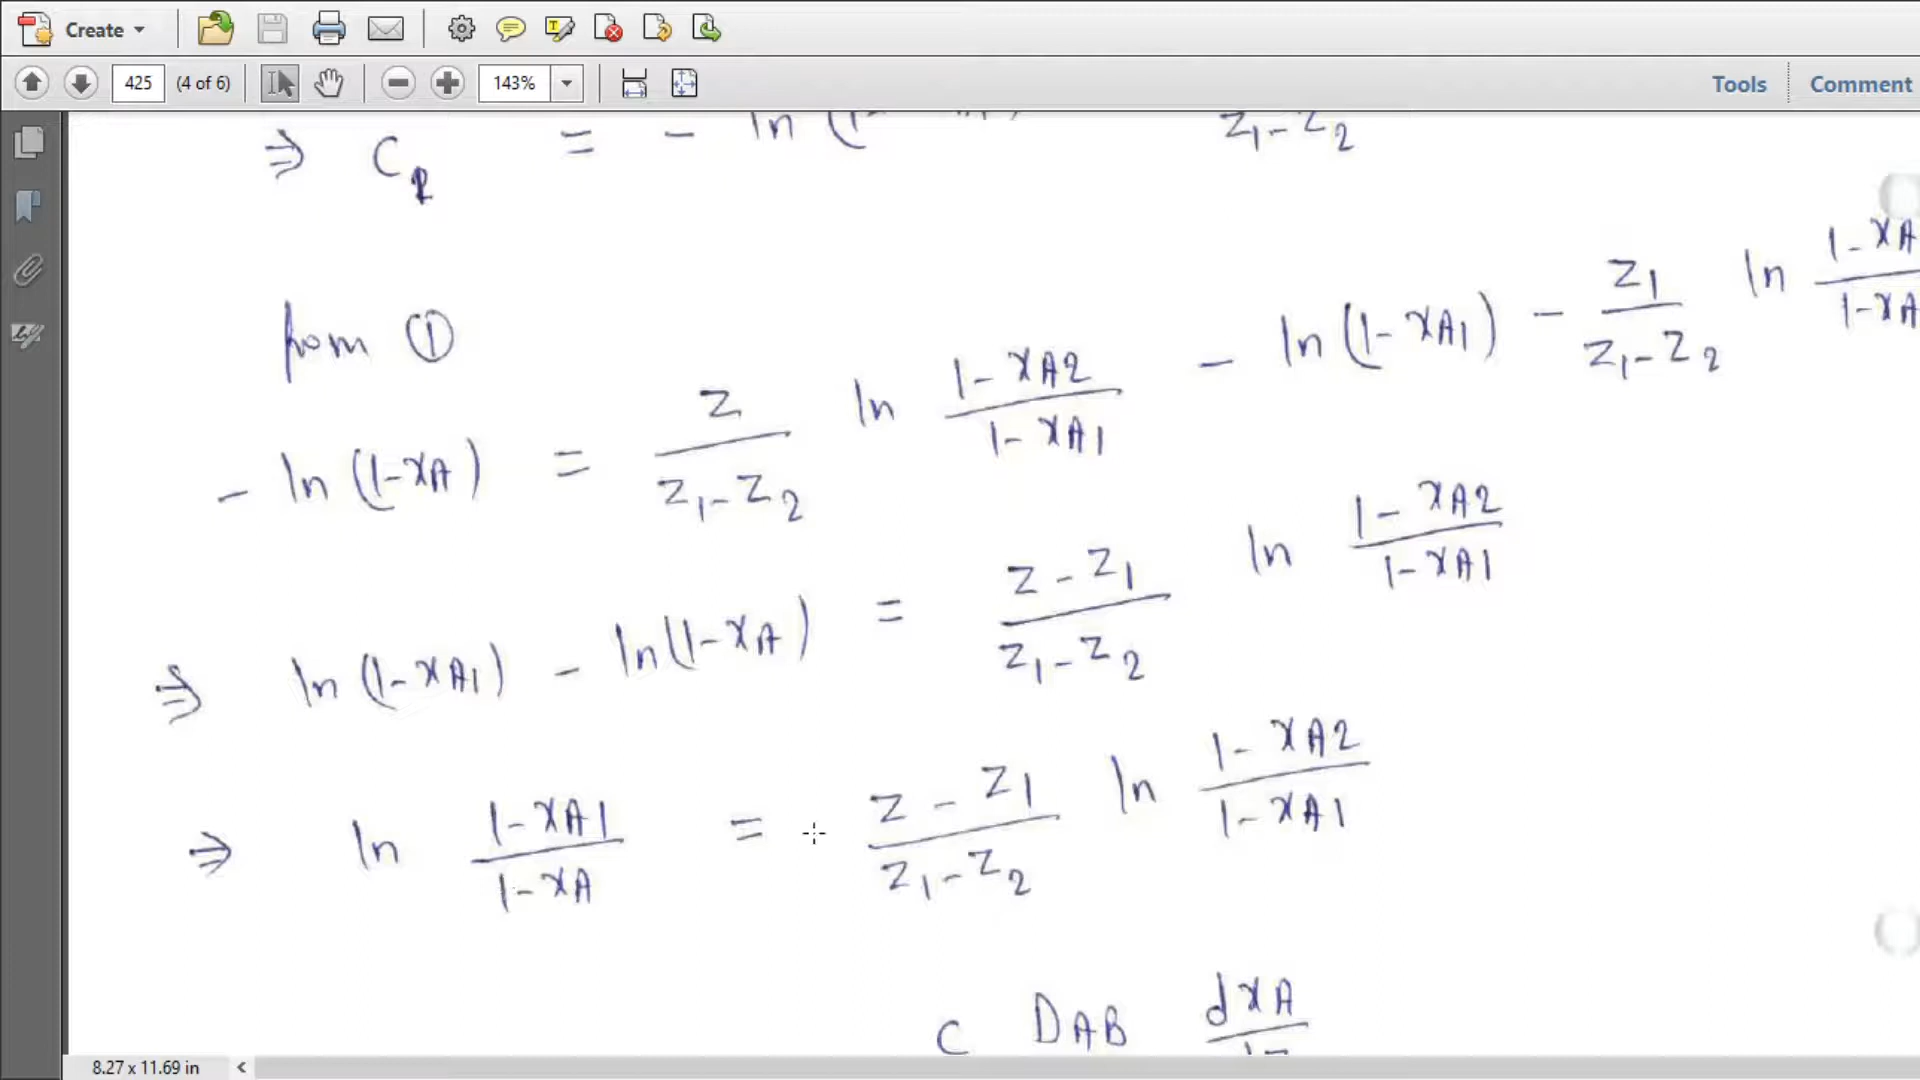 Create
425 (4 of 6) 143% Tools Comment
⇒ C₂ = - ln (1- Z₁-Z₂
from ①
- ln (1-xA) = Z/(Z₁-Z₂) ln (1-xA2)/(1-xA1) - ln (1-xA1) - Z₁/(Z₁-Z₂) ln (1-xA)/(1-xA)
⇒ ln (1-xA1) - ln (1-xA) = (Z-Z₁)/(Z₁-Z₂) ln (1-xA2)/(1-xA1)
⇒ ln (1-xA1)/(1-xA) = (Z-Z₁)/(Z₁-Z₂) ln (1-xA2)/(1-xA1)
C DAB dxA
8.27 x 11.69 in